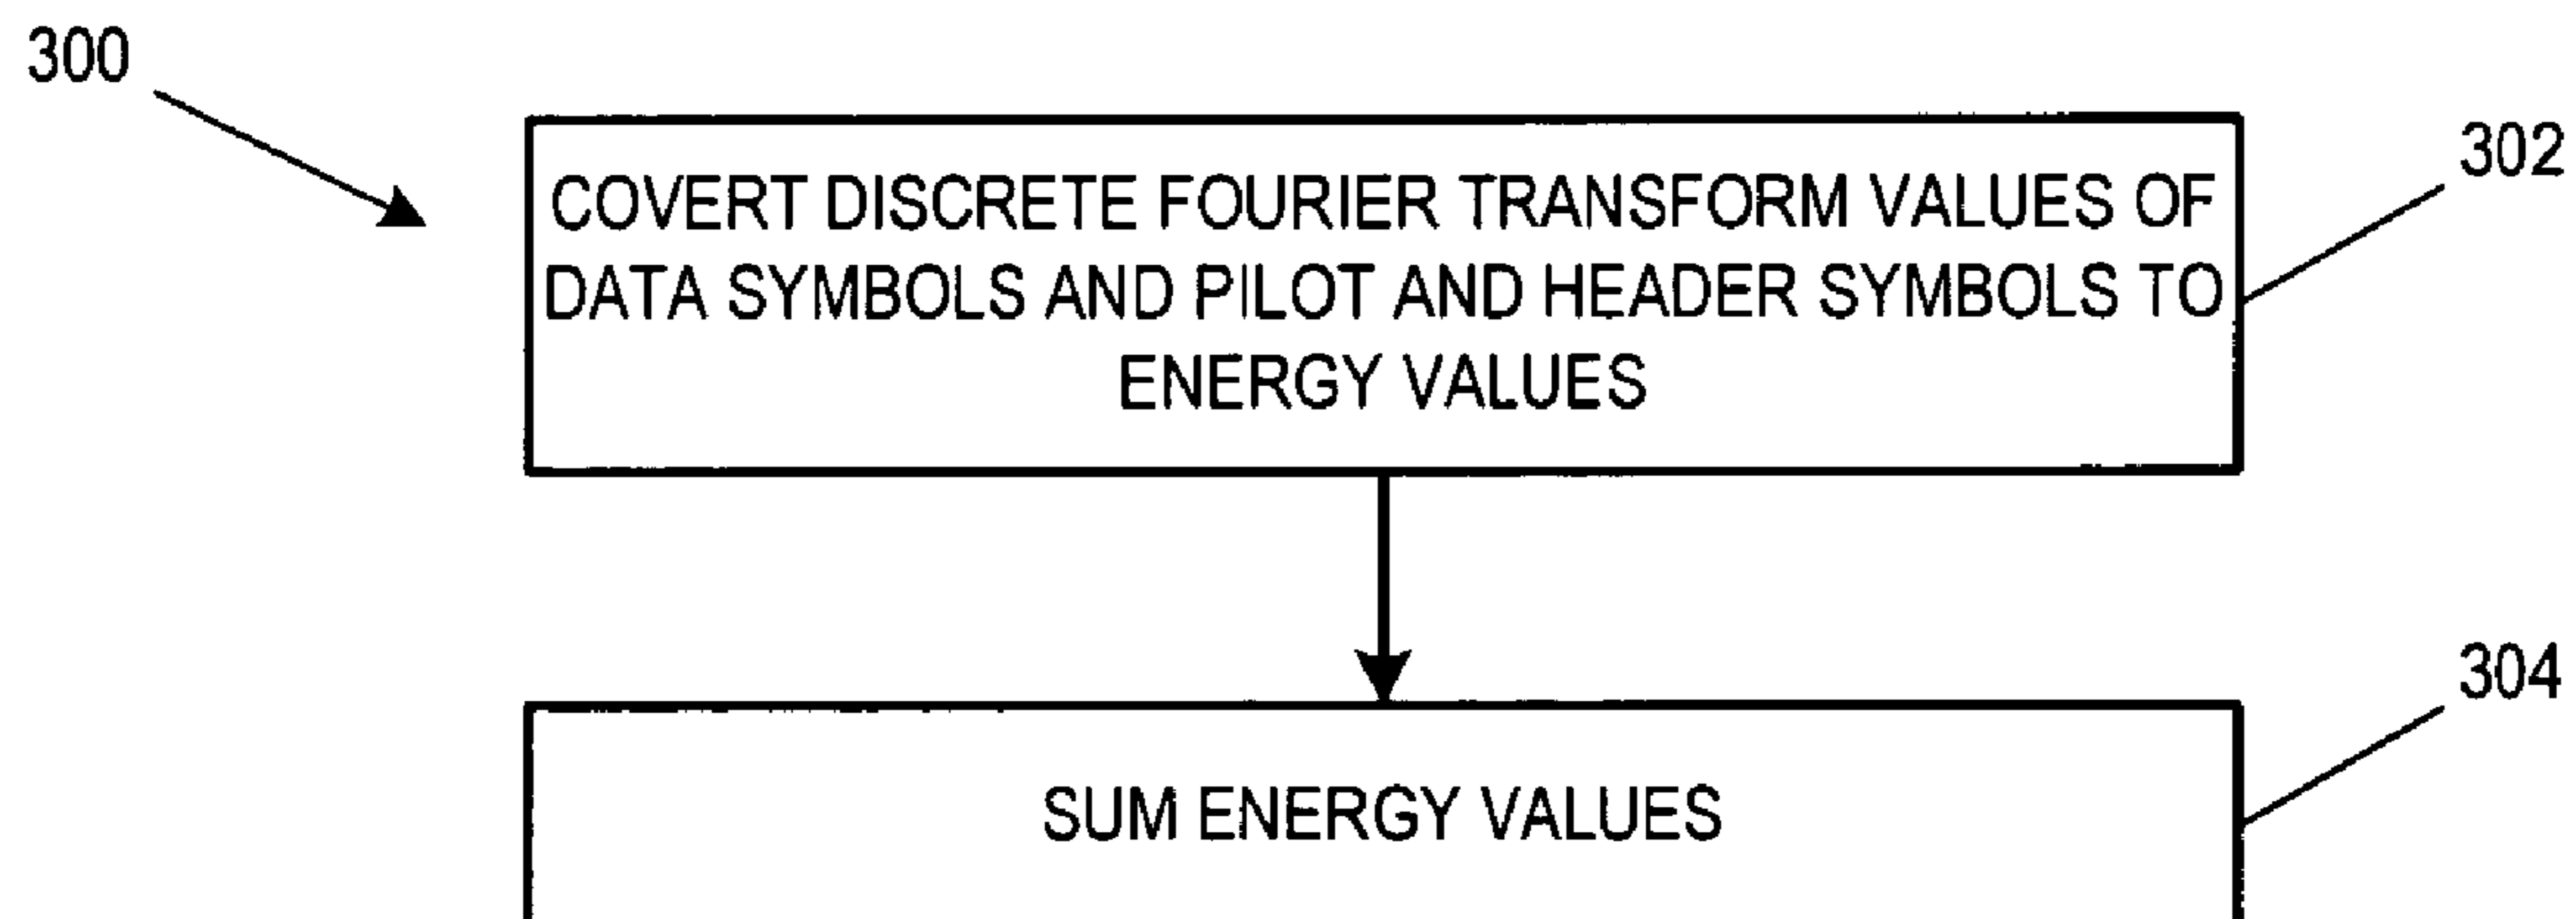 300
302
COVERT DISCRETE FOURIER TRANSFORM VALUES OF
DATA SYMBOLS AND PILOT AND HEADER SYMBOLS TO
ENERGY VALUES
304
SUM ENERGY VALUES